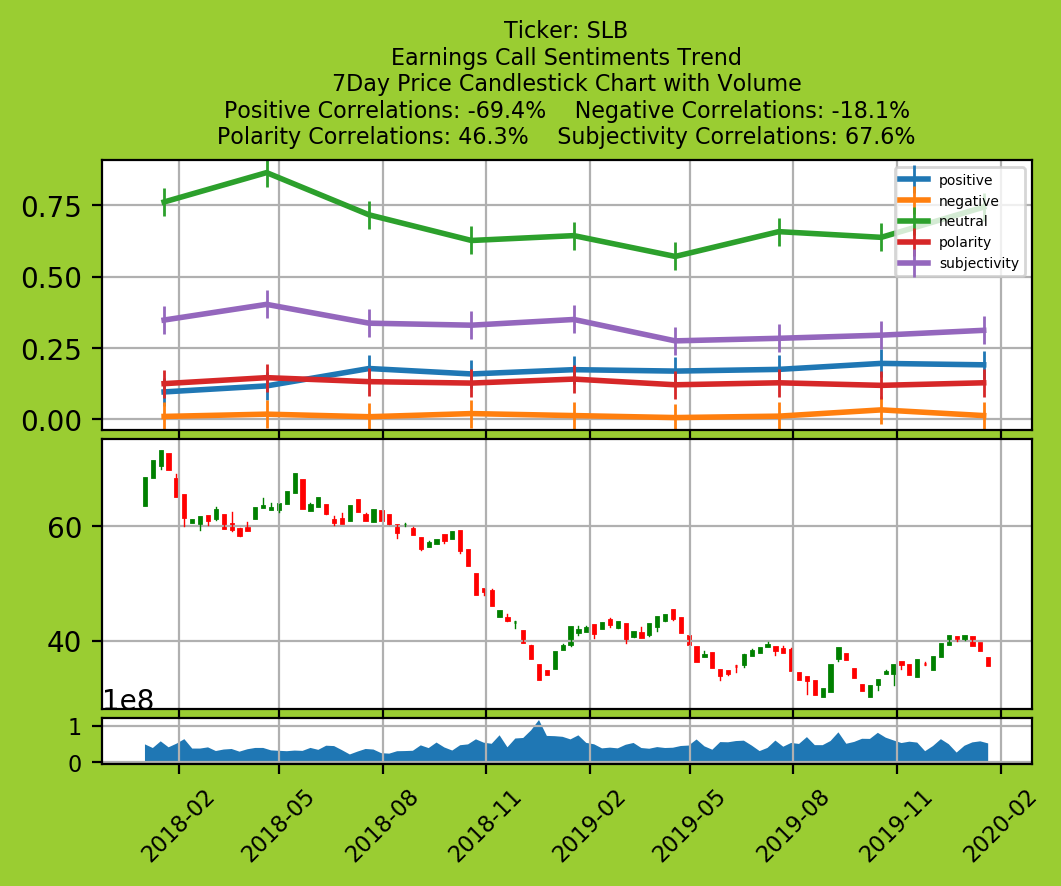 Ticker: SLB
Earnings Call Sentiments Trend
7Day Price Candlestick Chart with Volume
Positive Correlations: -69.4%    Negative Correlations: -18.1%
Polarity Correlations: 46.3%    Subjectivity Correlations: 67.6%
0.75
0.50
0.25
0.00
positive
negative
neutral
polarity
subjectivity
60
40
1e8
1
0
2018-02
2018-05
2018-08
2018-11
2019-02
2019-05
2019-08
2019-11
2020-02